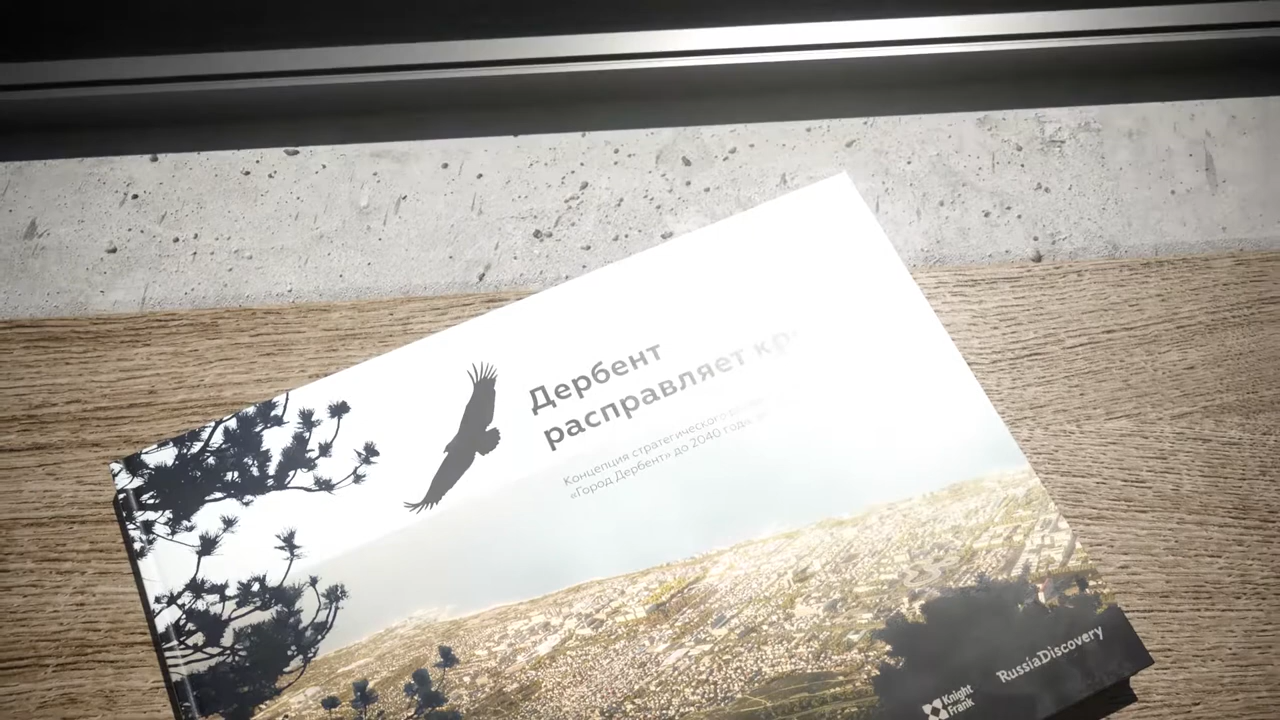 Дербент
расправляет
Концепция стратегического
«Город Дербент» до 2040 года
Knight
Frank
RussiaDiscovery